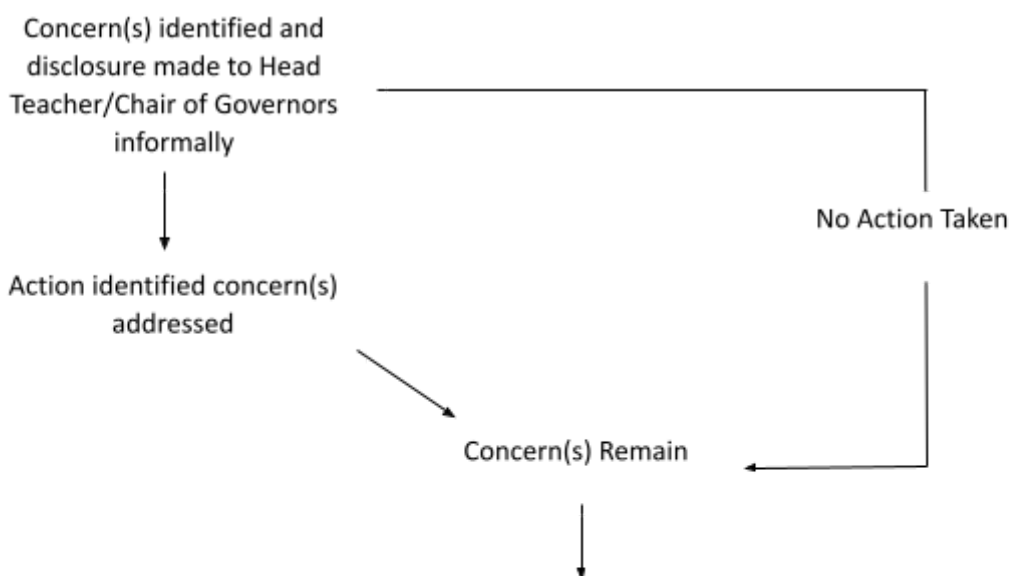 Concern(s) identified and
disclosure made to Head
Teacher/Chair of Governors
informally
No Action Taken
Action identified concern(s)
addressed
Concern(s) Remain